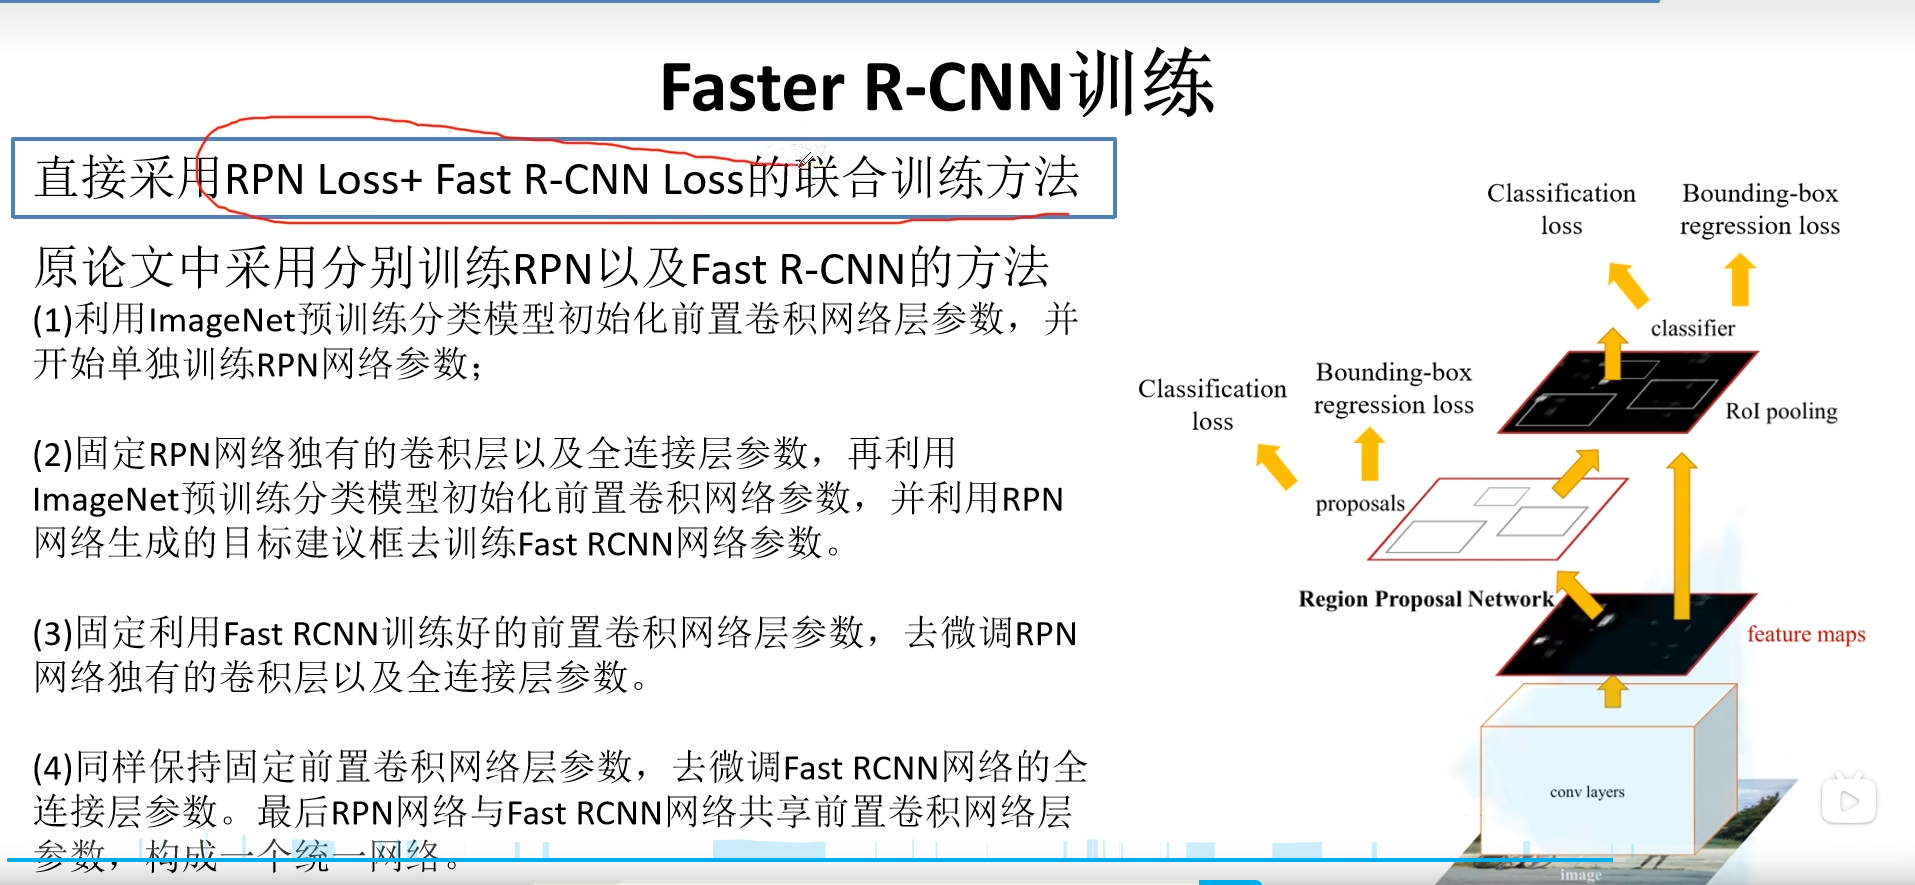 Faster R-CNN训练
直接采用RPN Loss+ Fast R-CNN Loss的联合训练方法
原论文中采用分别训练RPN以及Fast R-CNN的方法
(1)利用ImageNet预训练分类模型初始化前置卷积网络层参数，并
开始单独训练RPN网络参数；
(2)固定RPN网络独有的卷积层以及全连接层参数，再利用
ImageNet预训练分类模型初始化前置卷积网络参数，并利用RPN
网络生成的目标建议框去训练Fast RCNN网络参数。
(3)固定利用Fast RCNN训练好的前置卷积网络层参数，去微调RPN
网络独有的卷积层以及全连接层参数。
(4)同样保持固定前置卷积网络层参数，去微调Fast RCNN网络的全
连接层参数。最后RPN网络与Fast RCNN网络共享前置卷积网络层
参数，构成一个统一网络。
Classification
loss
Bounding-box
regression loss
classifier
RoI pooling
Classification
loss
Bounding-box
regression loss
proposals
Region Proposal Network
feature maps
conv layers
image